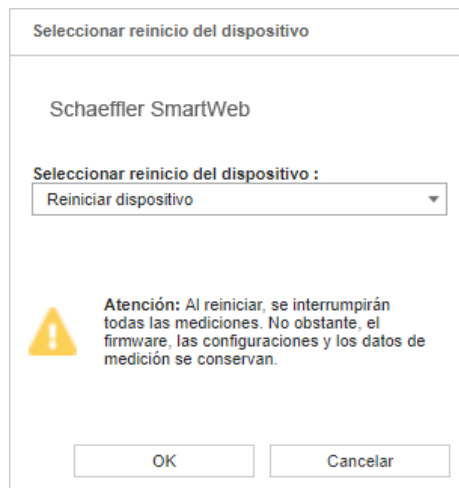 Seleccionar reinicio del dispositivo
Schaeffler SmartWeb
Seleccionar reinicio del dispositivo :
Reiniciar dispositivo
Atención: Al reiniciar, se interrumpirán
todas las mediciones. No obstante, el
firmware, las configuraciones y los datos de
medición se conservan.
OK
Cancelar